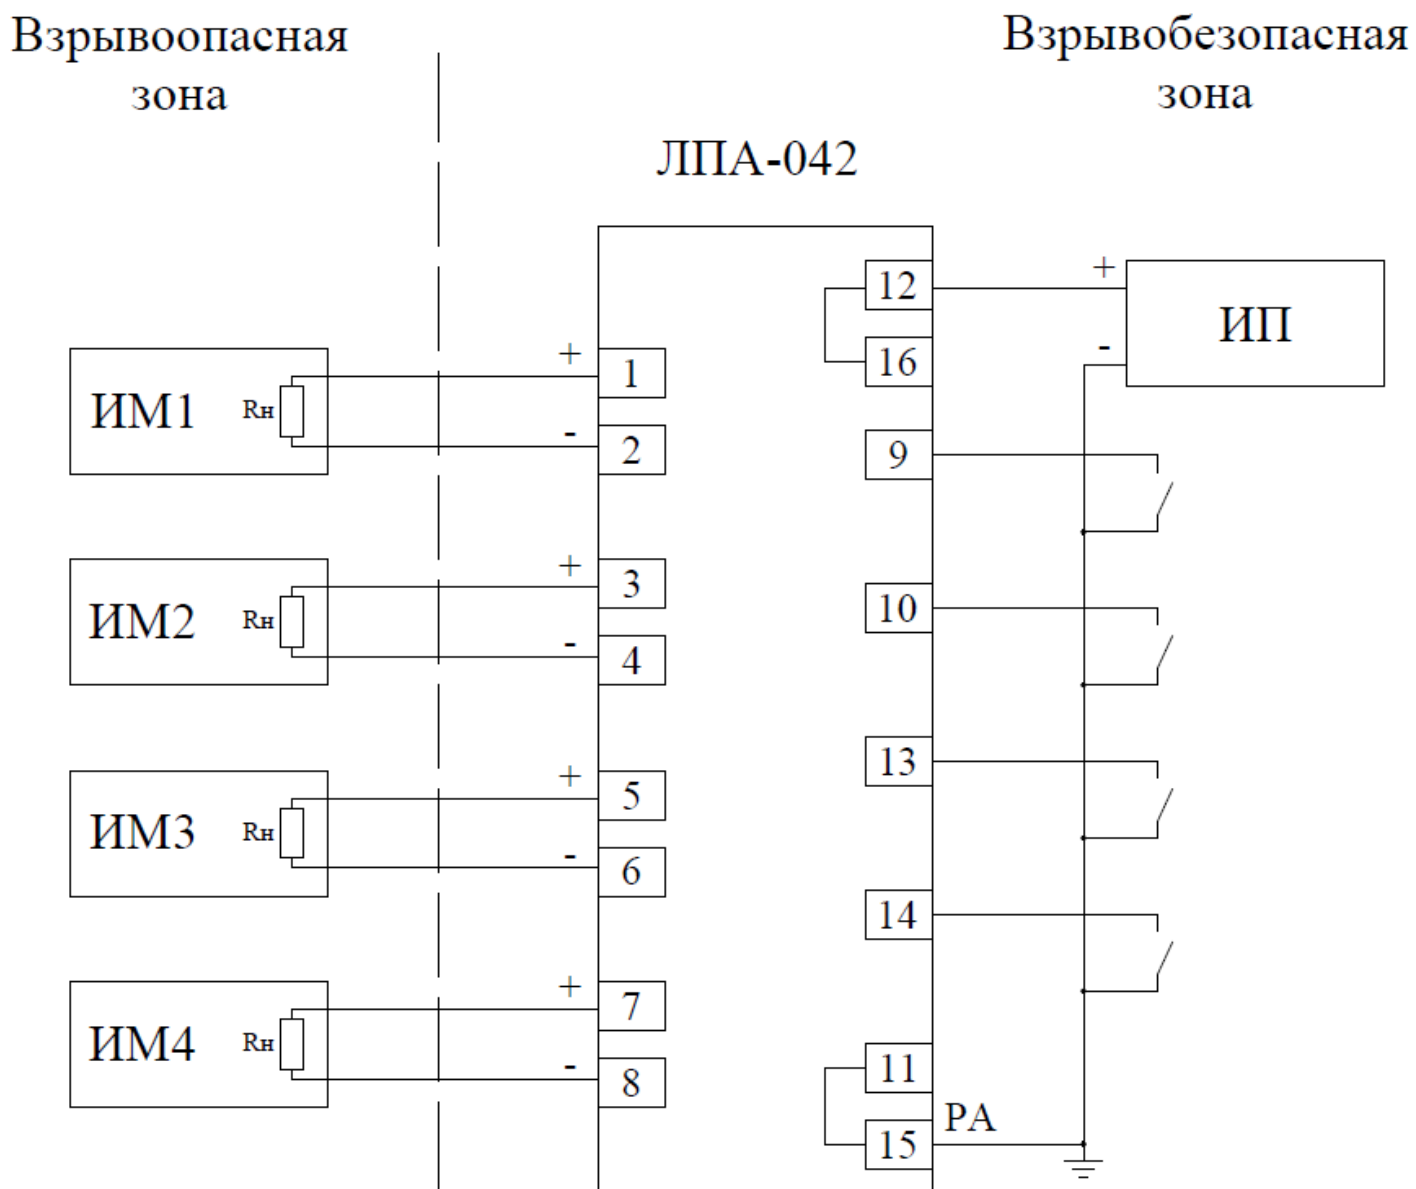 Взрывоопасная
зона
Взрывобезопасная
зона
ЛПА-042
ИМ1
Rн
+
1
-
2
ИМ2
Rн
+
3
-
4
ИМ3
Rн
+
5
-
6
ИМ4
Rн
+
7
-
8
12
16
9
10
13
14
11
15
PA
+
-
ИП